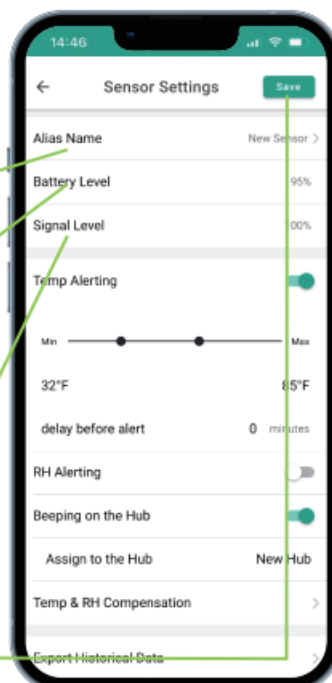 14:46
Sensor Settings Save
Alias Name New Sensor
Battery Level 95%
Signal Level 100%
Temp Alerting
Min Max
32°F 85°F
delay before alert 0 minutes
RH Alerting
Beeping on the Hub
Assign to the Hub New Hub
Temp & RH Compensation
Export Historical Data